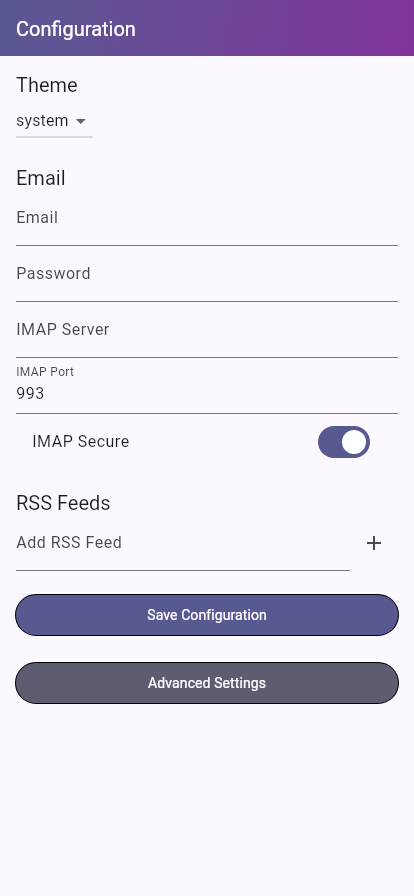 Configuration
Theme
system
Email
Email
Password
IMAP Server
IMAP Port
993
IMAP Secure
RSS Feeds
Add RSS Feed
Save Configuration
Advanced Settings